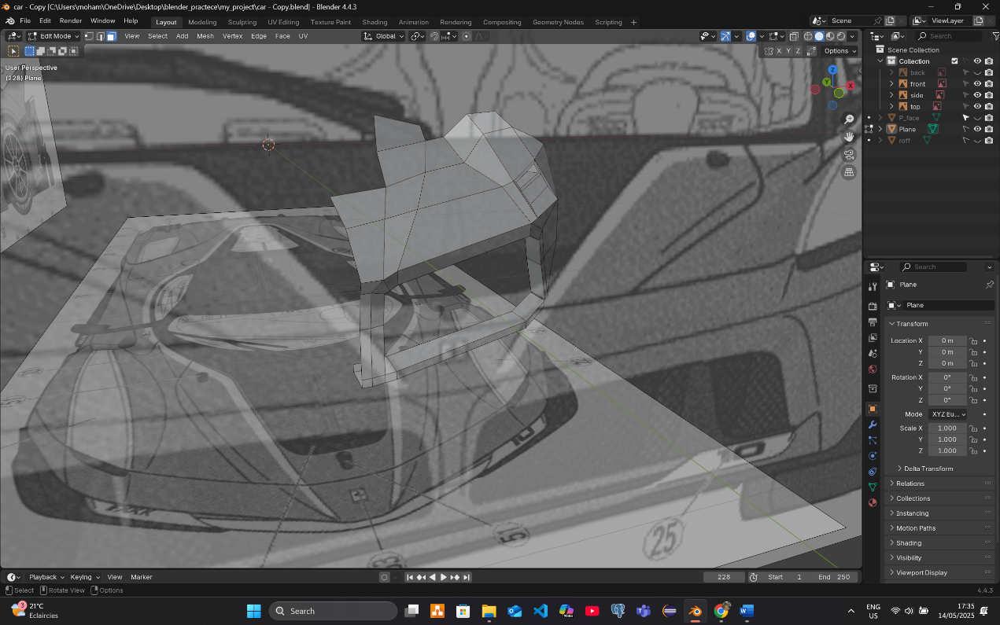 car - Copy [C:\Users\moham\OneDrive\Desktop\blender_practece\my_project\car - Copy.blend] - Blender 4.4.3
File Edit Render Window Help Layout Modeling Sculpting UV Editing Texture Paint Shading Animation Rendering Compositing Geometry Nodes Scripting + Scene ViewLayer
Edit Mode View Select Add Mesh Vertex Edge Face UV Global Search
X Y Z Options
User Perspective
(228) Plane
Z
Y
X
Scene Collection
Collection
back
front
side
top
P_face
Plane
roff
Search
Plane
Plane
Transform
Location X 0 m
Y 0 m
Z 0 m
Rotation X 0°
Y 0°
Z 0°
Mode XYZ Eu...
Scale X 1.000
Y 1.000
Z 1.000
Delta Transform
Relations
Collections
Instancing
Motion Paths
Shading
Visibility
Viewport Display
25
Playback Keying View Marker 228 Start 1 End 250
Select Rotate View Options 4.4.3
3
21°C
Eclaircies
Search
ENG
US
17:35
14/05/2025